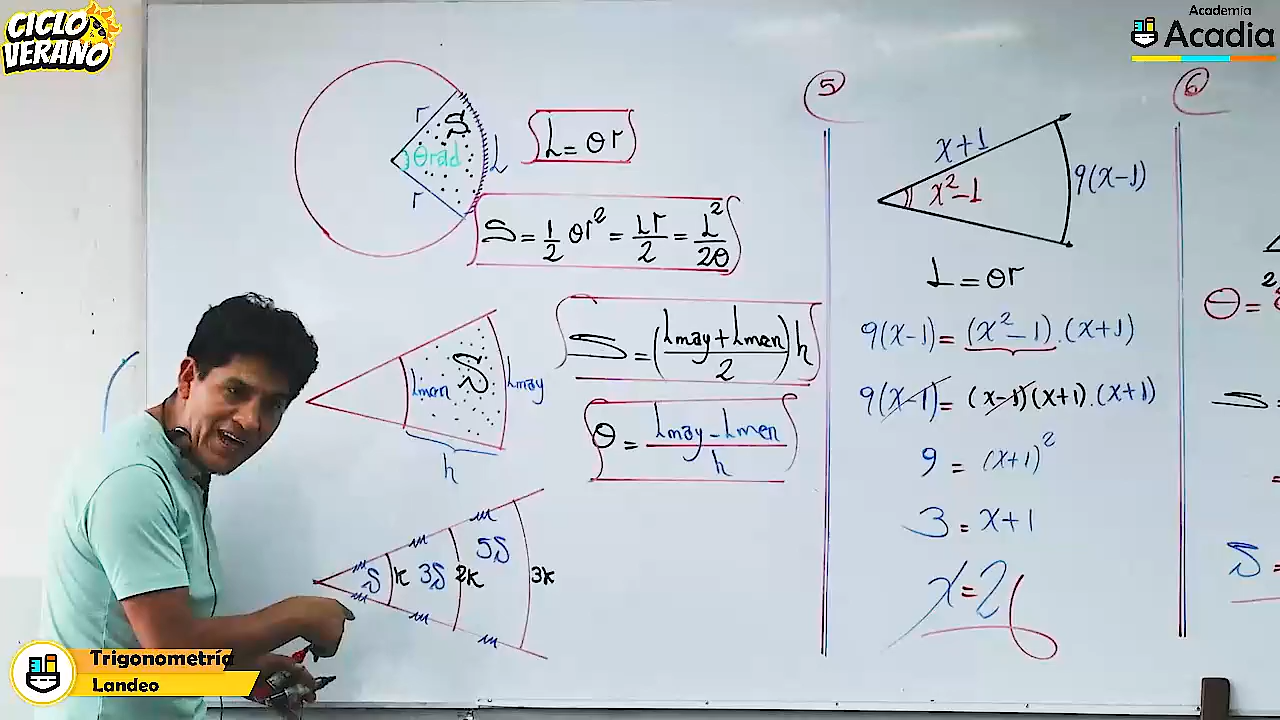 CICLO
VERANO
Academia
Acadia
r
S
θrad
L
r
L = θr
S = 1/2 θr² = Lr/2 = L²/2θ
Lmen
S
Lmay
h
S = (Lmay + Lmen / 2) h
θ = Lmay - Lmen / h
S
k
3S
2k
5S
3k
5
x+1
x²-1
9(x-1)
L = θr
9(x-1) = (x²-1).(x+1)
9(x-1) = (x-1)(x+1).(x+1)
9 = (x+1)²
3 = x+1
x = 2
6
θ =
S =
=
S =
Trigonometría
Landeo